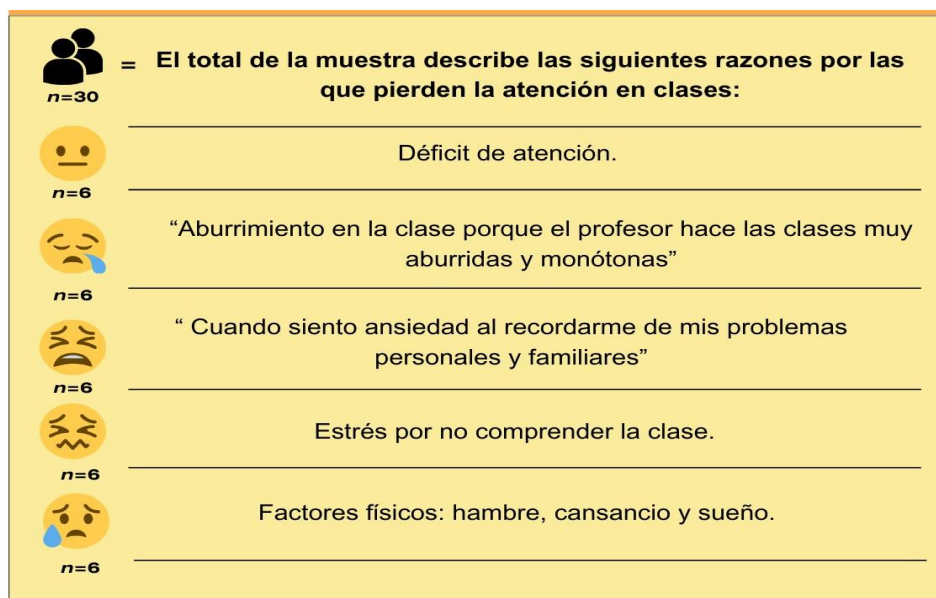 = El total de la muestra describe las siguientes razones por las
que pierden la atención en clases:
n=30
Déficit de atención.
n=6
“Aburrimiento en la clase porque el profesor hace las clases muy
aburridas y monótonas”
n=6
“ Cuando siento ansiedad al recordarme de mis problemas
personales y familiares”
n=6
Estrés por no comprender la clase.
n=6
Factores físicos: hambre, cansancio y sueño.
n=6